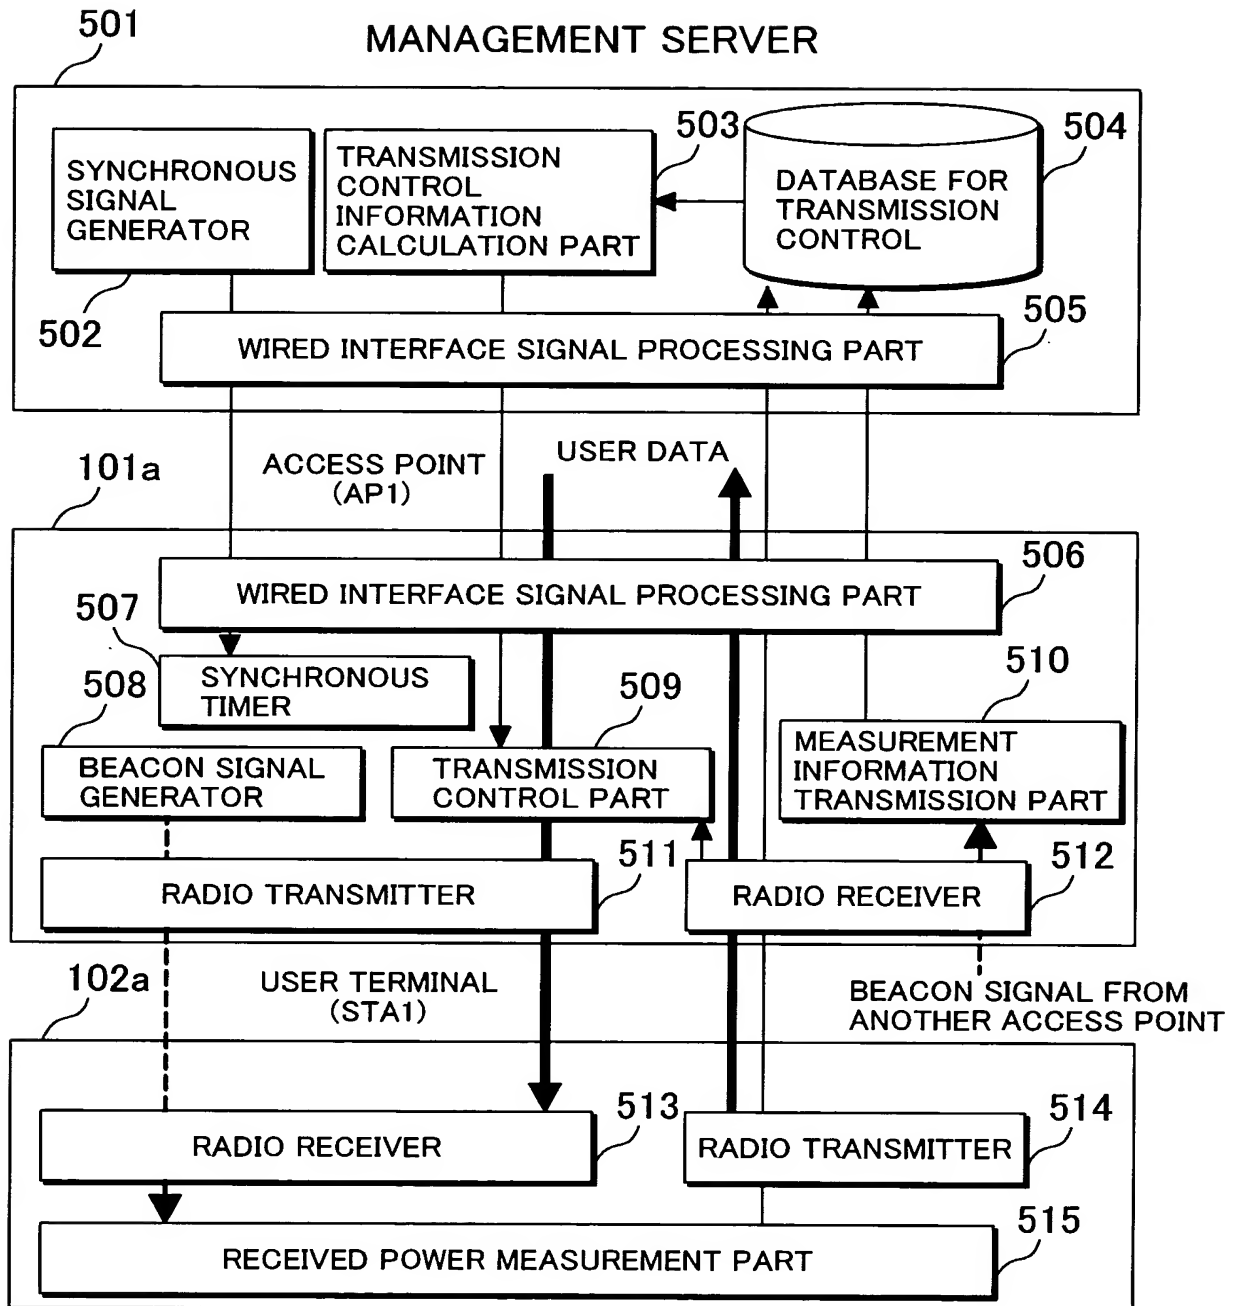 501
MANAGEMENT SERVER
SYNCHRONOUS
SIGNAL
GENERATOR
502
TRANSMISSION
CONTROL
INFORMATION
CALCULATION PART
503
DATABASE FOR
TRANSMISSION
CONTROL
504
WIRED INTERFACE SIGNAL PROCESSING PART
505
101a
ACCESS POINT
(AP1)
USER DATA
WIRED INTERFACE SIGNAL PROCESSING PART
506
507
SYNCHRONOUS
TIMER
508
BEACON SIGNAL
GENERATOR
509
TRANSMISSION
CONTROL PART
510
MEASUREMENT
INFORMATION
TRANSMISSION PART
RADIO TRANSMITTER
511
RADIO RECEIVER
512
102a
USER TERMINAL
(STA1)
BEACON SIGNAL FROM
ANOTHER ACCESS POINT
RADIO RECEIVER
513
RADIO TRANSMITTER
514
RECEIVED POWER MEASUREMENT PART
515